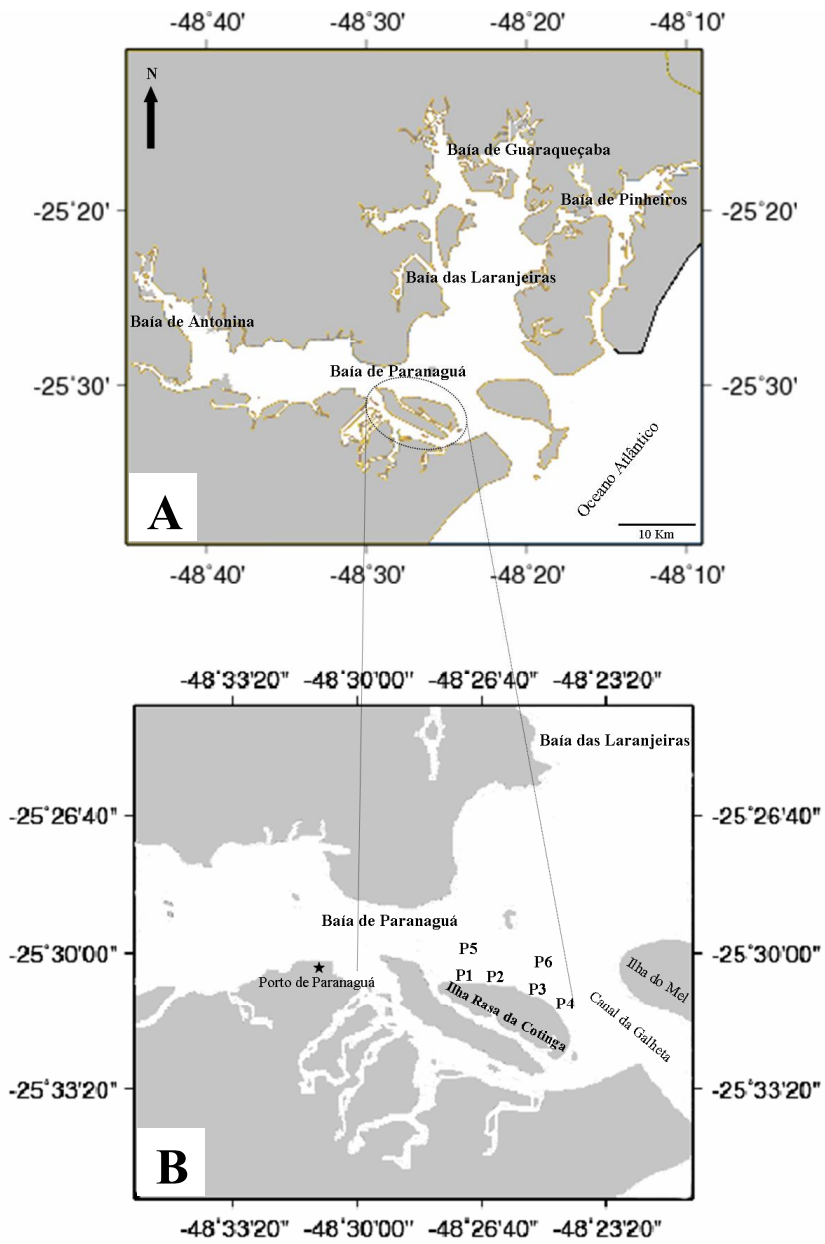 -48°40' -48°30' -48°20' -48°10'
N
Baía de Guaraqueçaba
Baía de Pinheiros
-25°20' -25°20'
Baía das Laranjeiras
Baía de Antonina
Baía de Paranaguá
-25°30' -25°30'
Oceano Atlântico
A
10 Km
-48°40' -48°30' -48°20' -48°10'
-48°33'20" -48°30'00" -48°26'40" -48°23'20"
Baía das Laranjeiras
-25°26'40" -25°26'40"
Baía de Paranaguá
P5
-25°30'00" -25°30'00"
P6
Ilha do Mel
P1 P2
Porto de Paranaguá
P3
Ilha Rasa da Cotinga
P4
Canal da Galheta
-25°33'20" -25°33'20"
B
-48°33'20" -48°30'00" -48°26'40" -48°23'20"